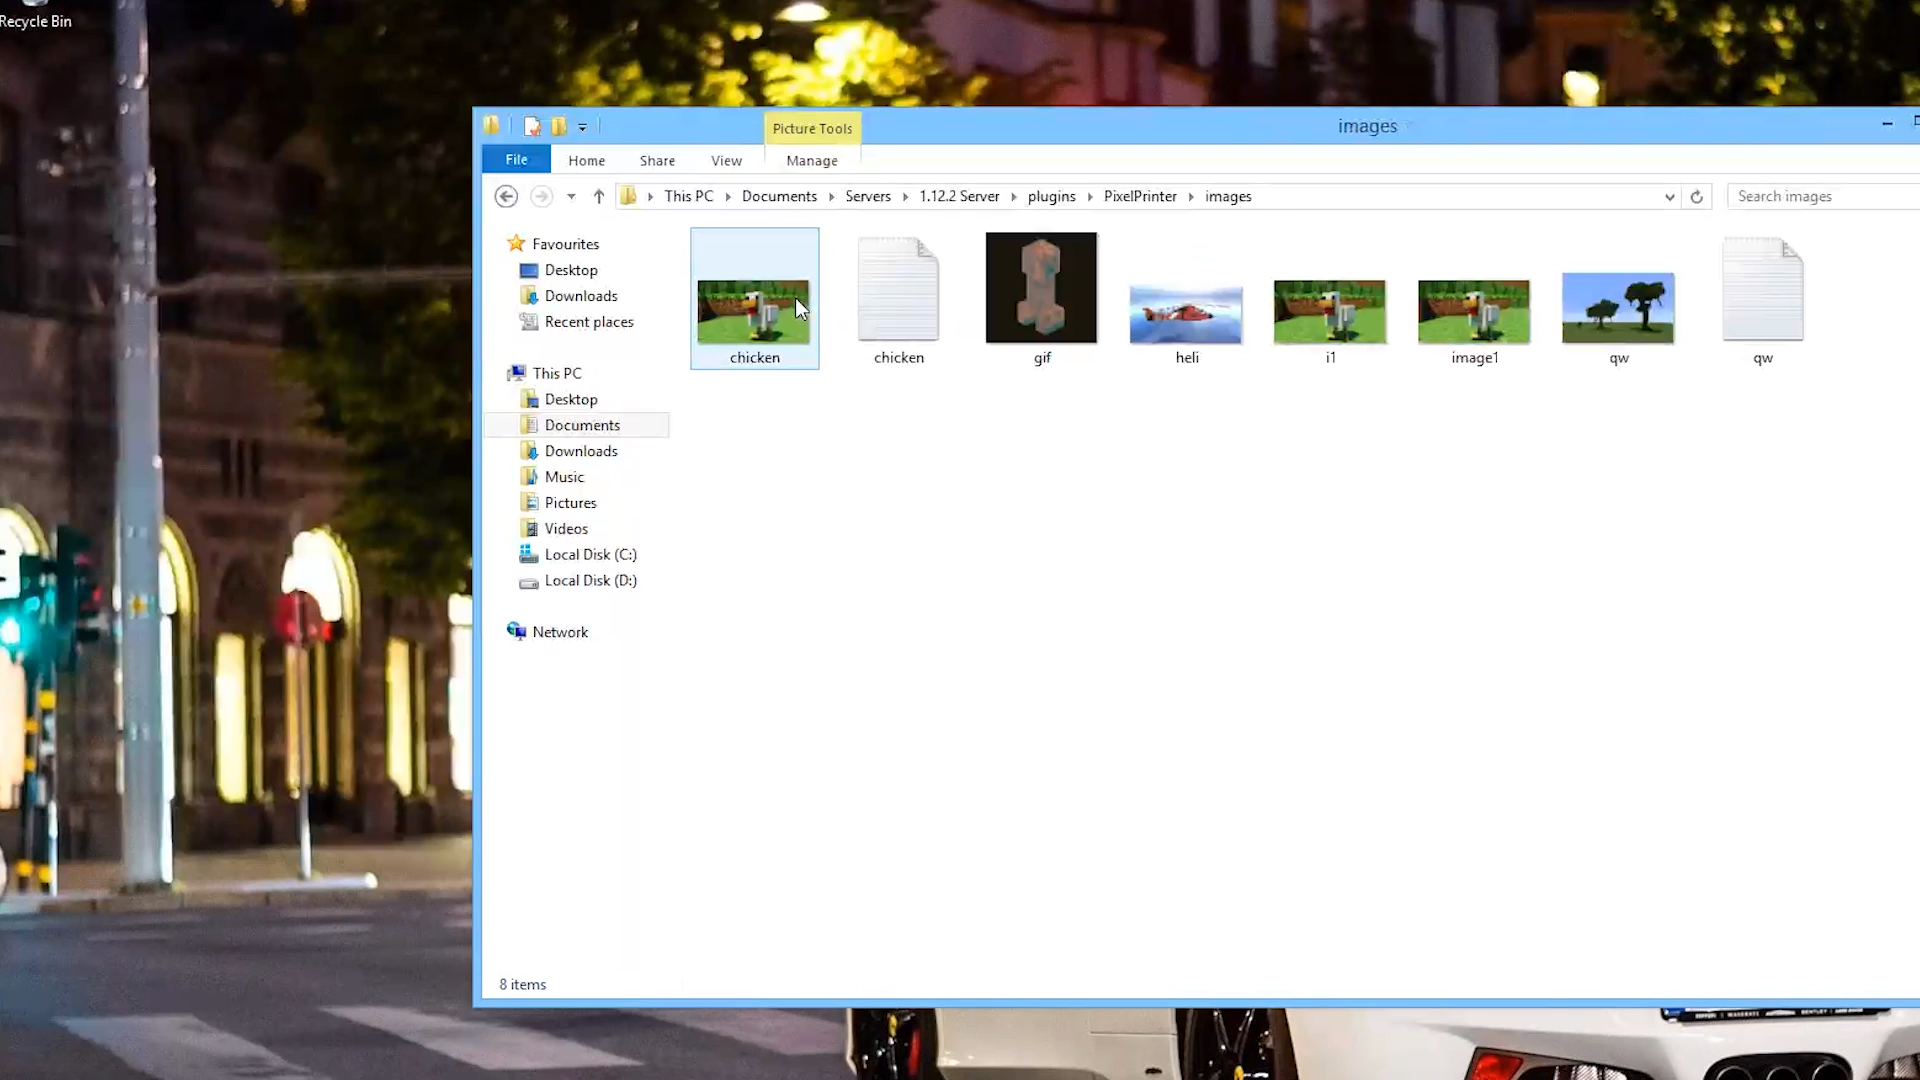 Recycle Bin
Picture Tools
images
File
Home
Share
View
Manage
This PC
Documents
Servers
1.12.2 Server
plugins
PixelPrinter
images
Search images
Favourites
Desktop
Downloads
Recent places
This PC
Desktop
Documents
Downloads
Music
Pictures
Videos
Local Disk (C:)
Local Disk (D:)
Network
chicken
chicken
gif
heli
i1
image1
qw
qw
8 items